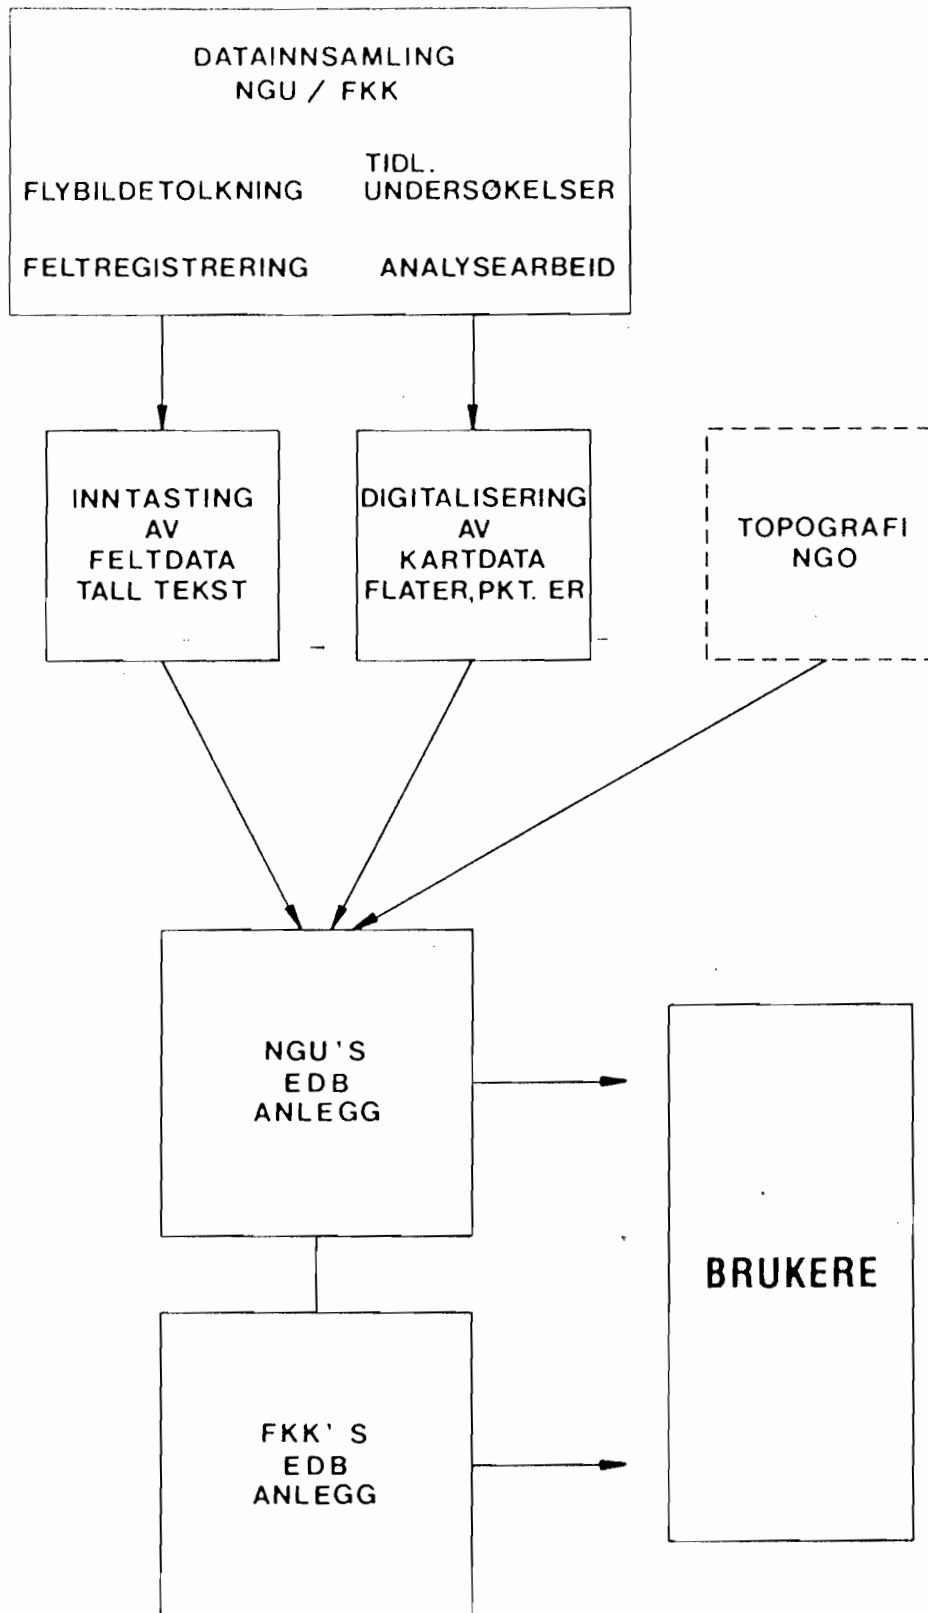 DATAINNSAMLING
NGU / FKK
FLYBILDETOLKNING
TIDL.
UNDERSØKELSER
FELTREGISTRERING
ANALYSEARBEID
INNTASTING
AV
FELTDATA
TALL TEKST
DIGITALISERING
AV
KARTDATA
FLATER, PKT. ER
TOPOGRAFI
NGO
NGU'S
EDB
ANLEGG
BRUKERE
FKK'S
EDB
ANLEGG